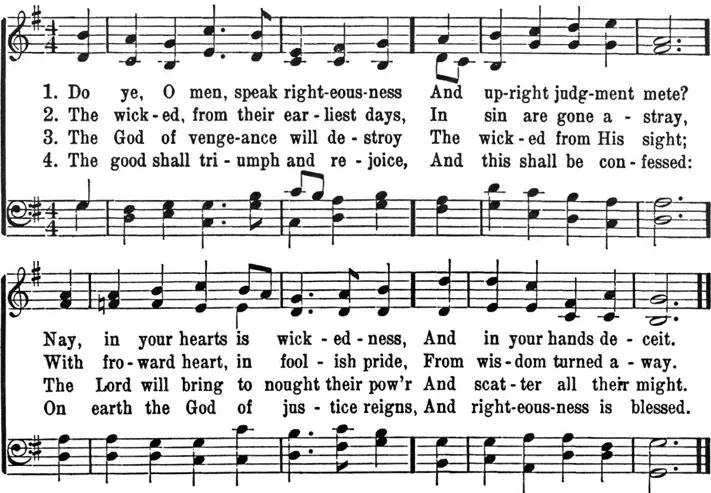 4 4
1. Do ye, O men, speak right-eous-ness And up-right judg-ment mete?
2. The wick-ed, from their ear-liest days, In sin are gone a-stray,
3. The God of venge-ance will de-stroy The wick-ed from His sight;
4. The good shall tri-umph and re-joice, And this shall be con-fessed:
4 4
Nay, in your hearts is wick-ed-ness, And in your hands de-ceit.
With fro-ward heart, in fool-ish pride, From wis-dom turned a-way.
The Lord will bring to nought their pow'r And scat-ter all their might.
On earth the God of jus-tice reigns, And right-eous-ness is blessed.